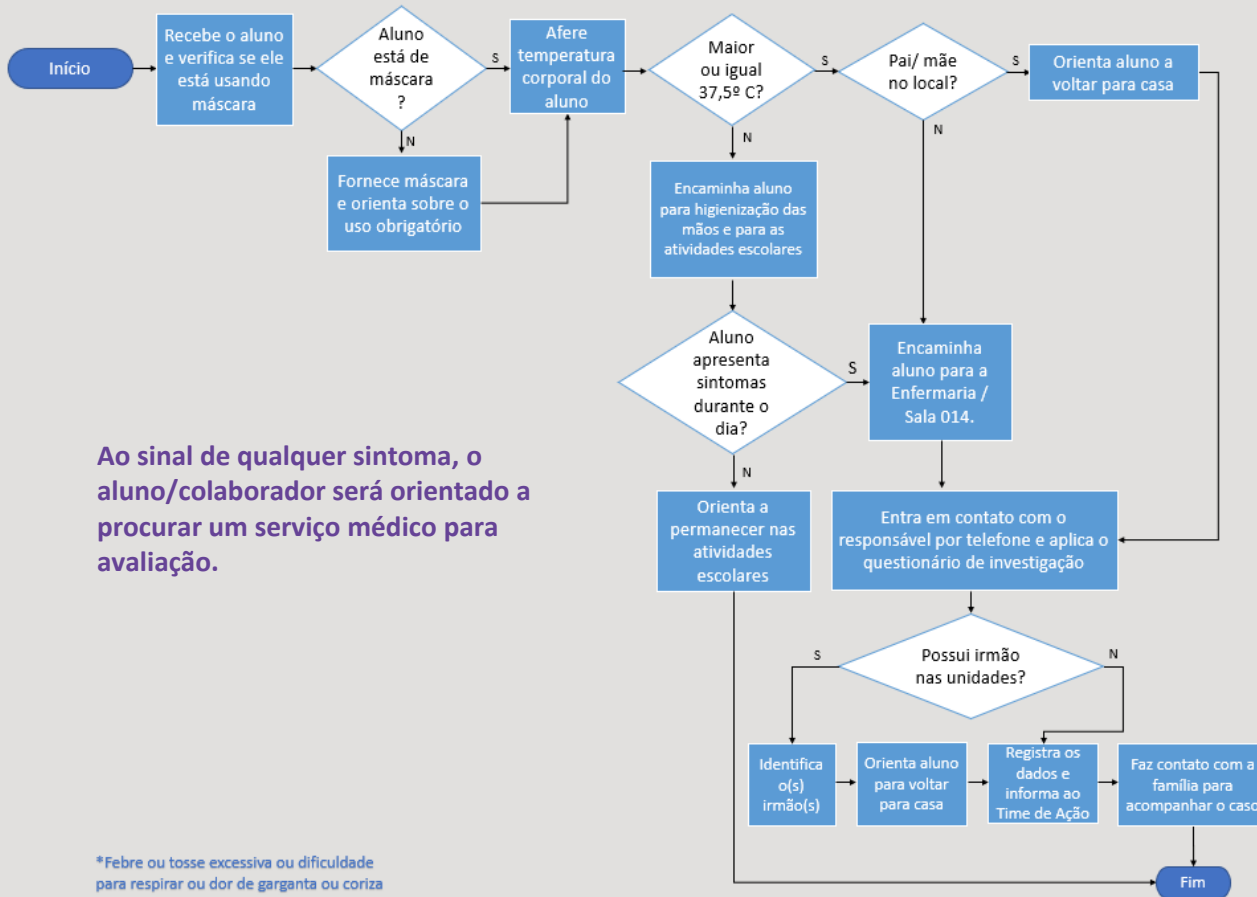 Início
Recebe o aluno
e verifica se ele
está usando
máscara
Aluno
está de
máscara
?
S
N
Fornece máscara
e orienta sobre o
uso obrigatório
Afere
temperatura
corporal do
aluno
Maior
ou igual
37,5º C?
S
N
Pai/ mãe
no local?
S
N
Orienta aluno a
voltar para casa
Encaminha aluno
para higienização das
mãos e para as
atividades escolares
Aluno
apresenta
sintomas
durante o
dia?
S
N
Encaminha
aluno para a
Enfermaria /
Sala 014.
Ao sinal de qualquer sintoma, o
aluno/colaborador será orientado a
procurar um serviço médico para
avaliação.
Orienta a
permanecer nas
atividades
escolares
Entra em contato com o
responsável por telefone e aplica o
questionário de investigação
Possui irmão
nas unidades?
S
N
Identifica
o(s)
irmão(s)
Orienta aluno
para voltar
para casa
Registra os
dados e
informa ao
Time de Ação
Faz contato com a
família para
acompanhar o caso
Fim
*Febre ou tosse excessiva ou dificuldade
para respirar ou dor de garganta ou coriza